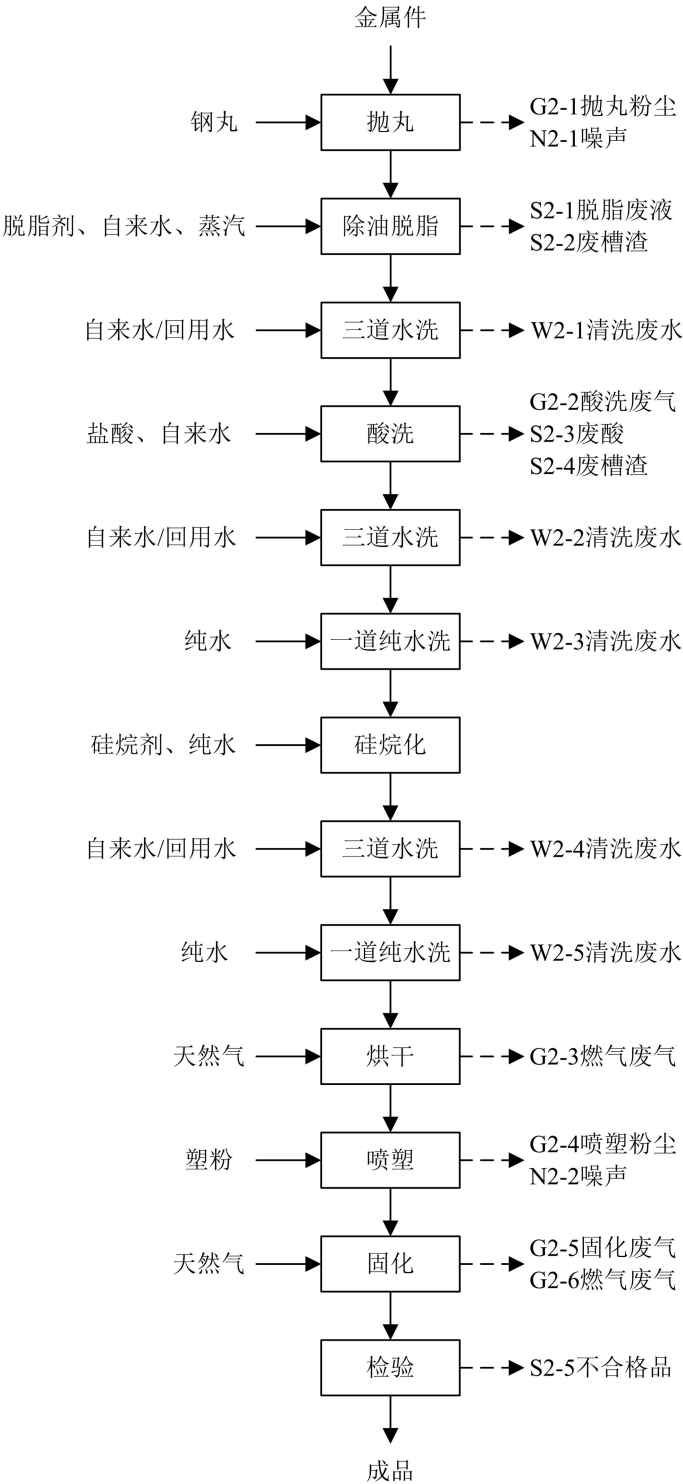 金属件
钢丸
抛丸
G2-1抛丸粉尘
N2-1噪声
脱脂剂、自来水、蒸汽
除油脱脂
S2-1脱脂废液
S2-2废槽渣
自来水/回用水
三道水洗
W2-1清洗废水
盐酸、自来水
酸洗
G2-2酸洗废气
S2-3废酸
S2-4废槽渣
自来水/回用水
三道水洗
W2-2清洗废水
纯水
一道纯水洗
W2-3清洗废水
硅烷剂、纯水
硅烷化
自来水/回用水
三道水洗
W2-4清洗废水
纯水
一道纯水洗
W2-5清洗废水
天然气
烘干
G2-3燃气废气
塑粉
喷塑
G2-4喷塑粉尘
N2-2噪声
天然气
固化
G2-5固化废气
G2-6燃气废气
检验
S2-5不合格品
成品